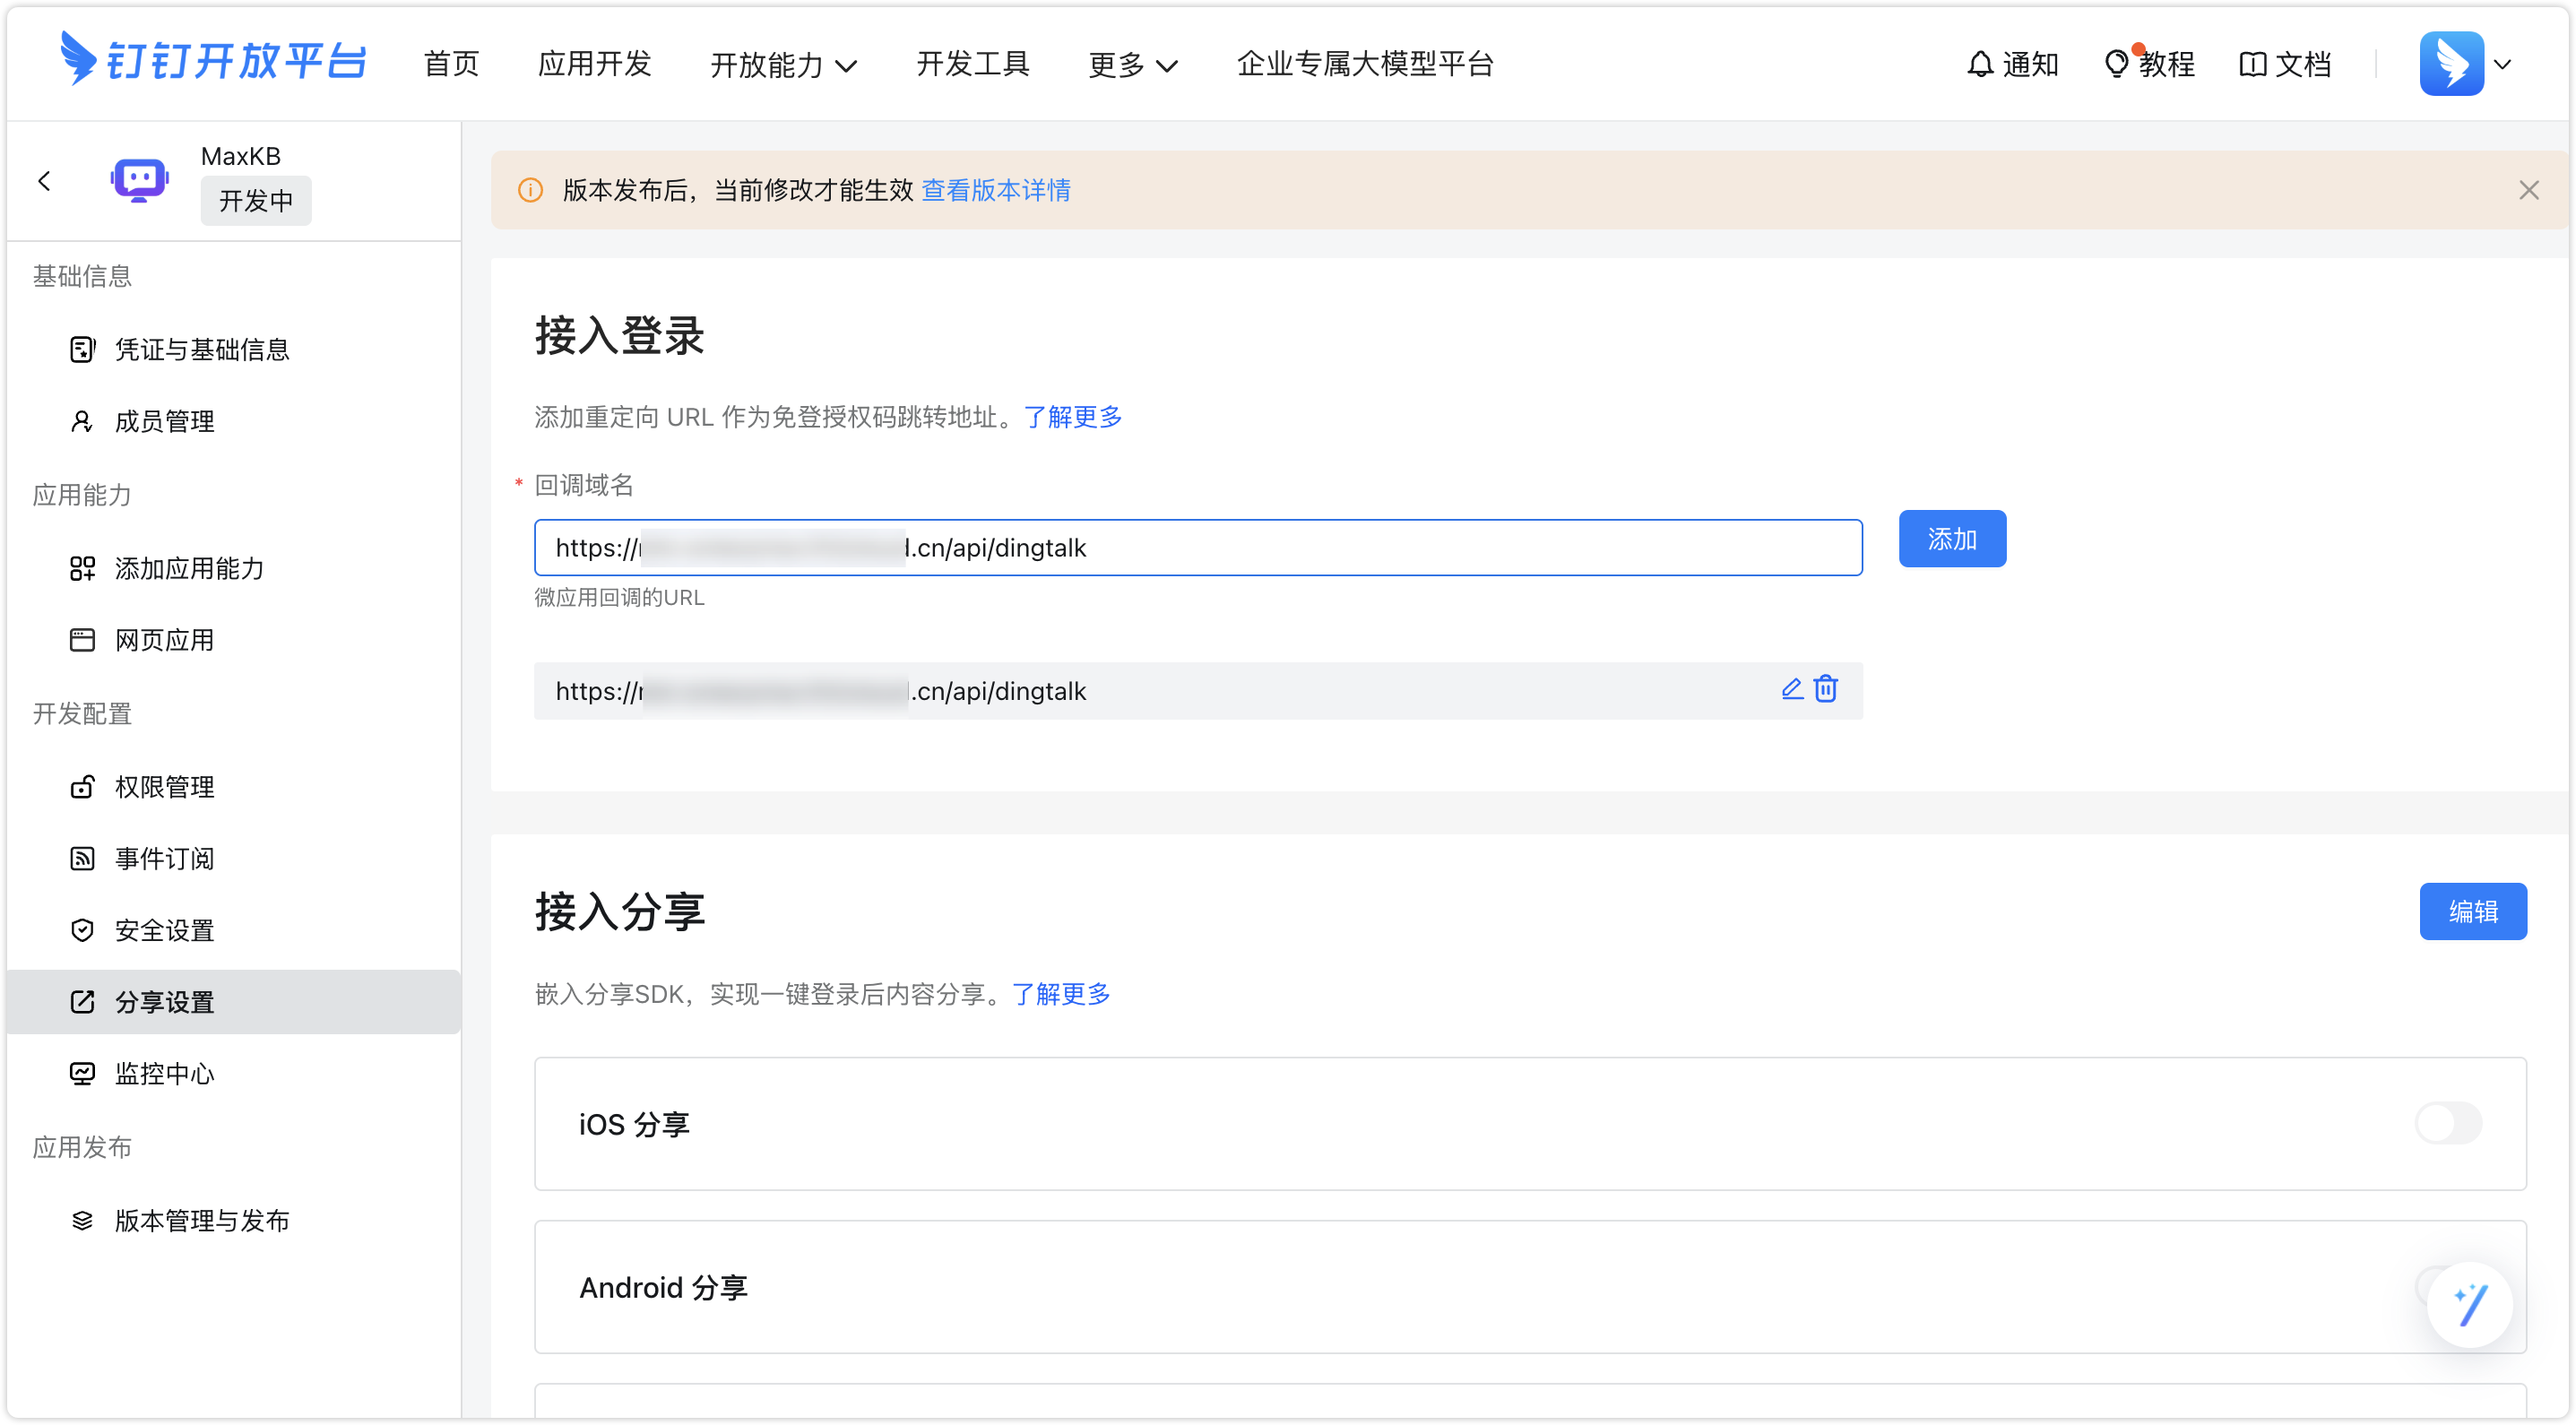 钉钉开放平台 首页 应用开发 开放能力 开发工具 更多 企业专属大模型平台 通知 教程 文档
MaxKB
开发中
基础信息
凭证与基础信息
成员管理
应用能力
添加应用能力
网页应用
开发配置
权限管理
事件订阅
安全设置
分享设置
监控中心
应用发布
版本管理与发布
版本发布后，当前修改才能生效 查看版本详情
接入登录
添加重定向 URL 作为免登授权码跳转地址。了解更多
* 回调域名
https:// .cn/api/dingtalk
添加
微应用回调的URL
https:// .cn/api/dingtalk
接入分享
编辑
嵌入分享SDK，实现一键登录后内容分享。了解更多
iOS 分享
Android 分享